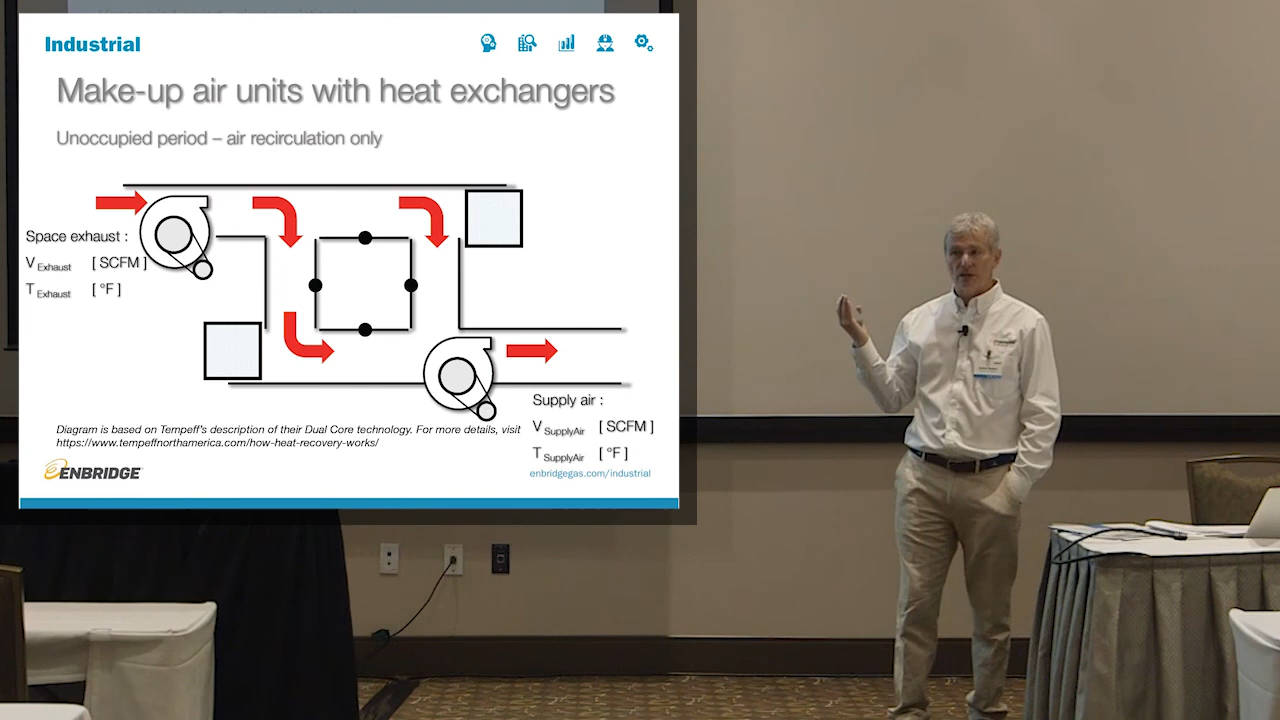 Industrial
Make-up air units with heat exchangers
Unoccupied period – air recirculation only
Space exhaust :
V Exhaust [ SCFM ]
T Exhaust [ °F ]
Supply air :
V SupplyAir [ SCFM ]
T SupplyAir [ °F ]
Diagram is based on Tempeff's description of their Dual Core technology. For more details, visit
https://www.tempeffnorthamerica.com/how-heat-recovery-works/
ENBRIDGE
enbridgegas.com/industrial